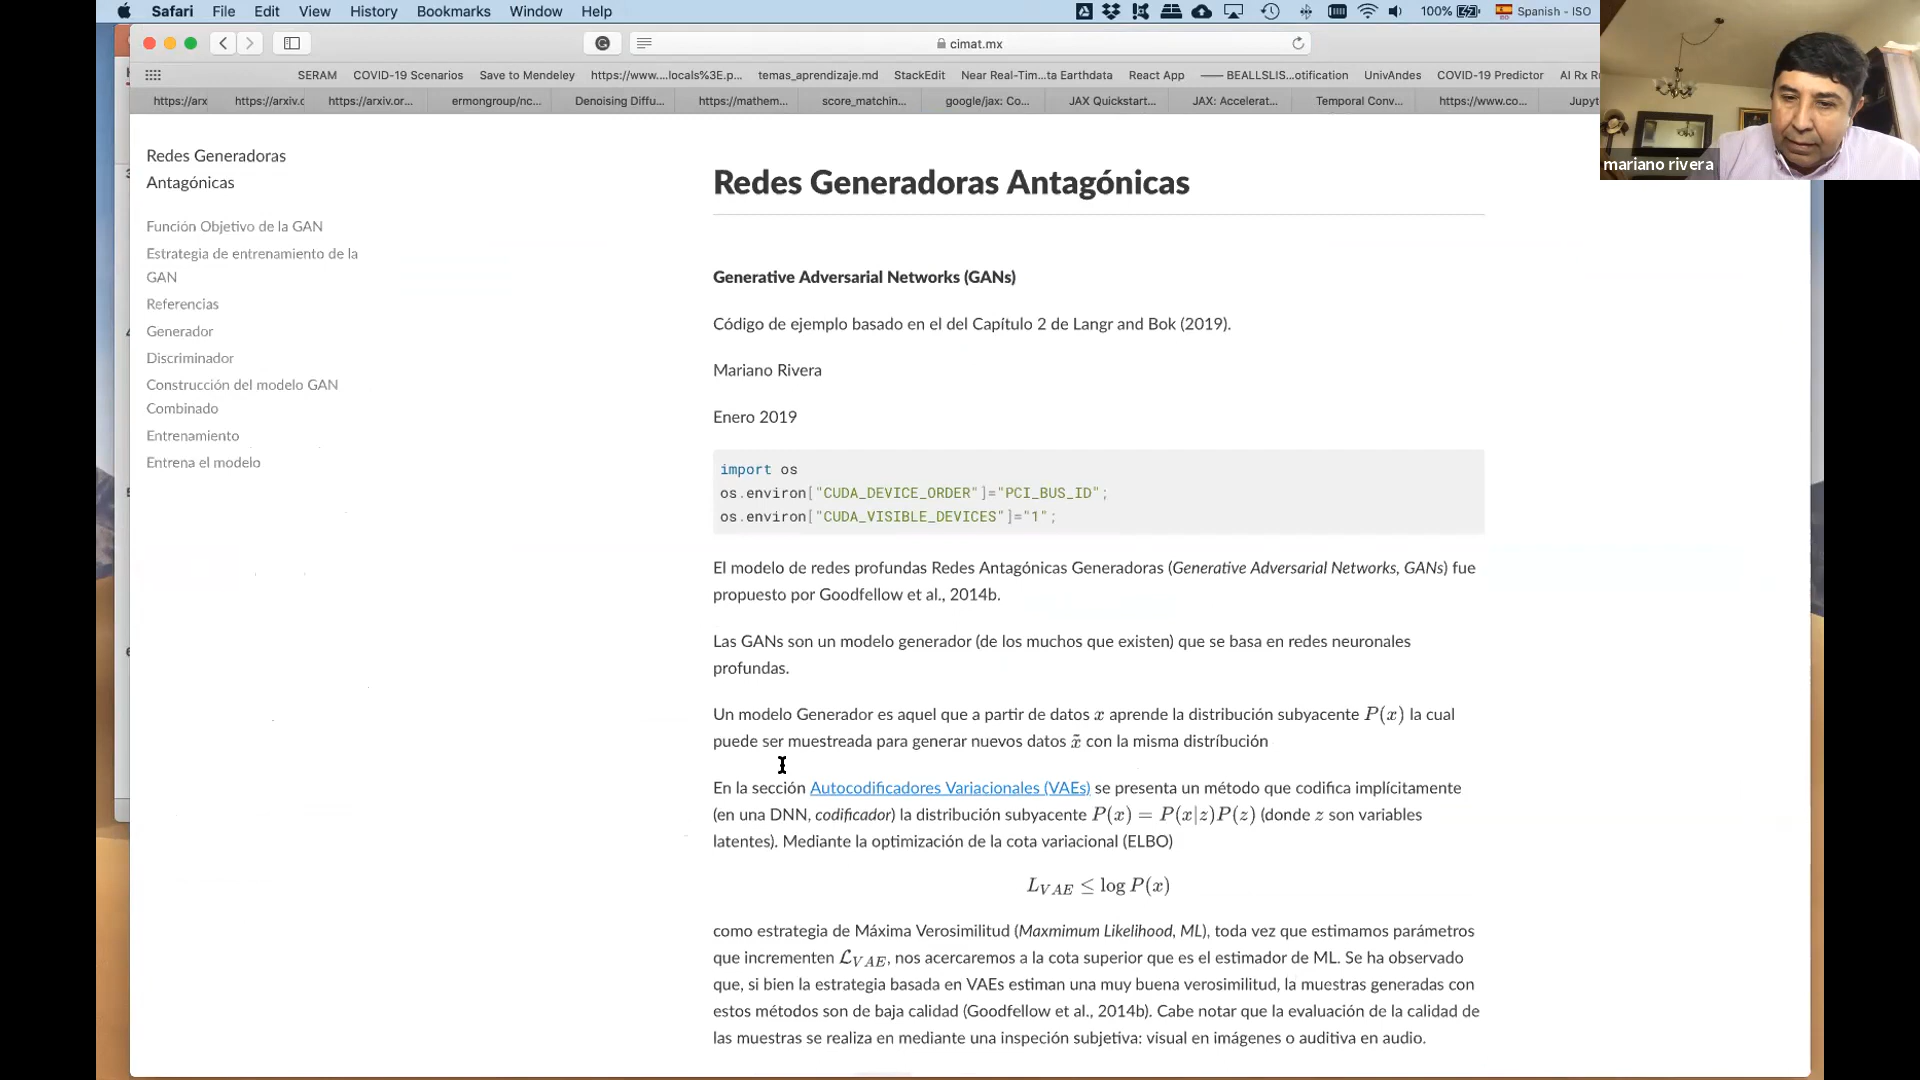 Safari File Edit View History Bookmarks Window Help 100% Spanish - ISO
cimat.mx
SERAM COVID-19 Scenarios Save to Mendeley https://www....locals%3E.p... temas_aprendizaje.md StackEdit Near Real-Tim...ta Earthdata React App —— BEALLSLIS...otification UnivAndes COVID-19 Predictor AI Rx R
https://arx https://arxiv.c https://arxiv.or... ermongroup/nc... Denoising Diffu... https://mathem... score_matchin... google/jax: Co... JAX Quickstart... JAX: Accelerat... Temporal Conv... https://www.co... Jupyt
mariano rivera
Redes Generadoras
Antagónicas
Función Objetivo de la GAN
Estrategia de entrenamiento de la
GAN
Referencias
Generador
Discriminador
Construcción del modelo GAN
Combinado
Entrenamiento
Entrena el modelo
Redes Generadoras Antagónicas
Generative Adversarial Networks (GANs)
Código de ejemplo basado en el del Capítulo 2 de Langr and Bok (2019).
Mariano Rivera
Enero 2019
import os
os.environ["CUDA_DEVICE_ORDER"]="PCI_BUS_ID";
os.environ["CUDA_VISIBLE_DEVICES"]="1";
El modelo de redes profundas Redes Antagónicas Generadoras (Generative Adversarial Networks, GANs) fue
propuesto por Goodfellow et al., 2014b.
Las GANs son un modelo generador (de los muchos que existen) que se basa en redes neuronales
profundas.
Un modelo Generador es aquel que a partir de datos x aprende la distribución subyacente P(x) la cual
puede ser muestreada para generar nuevos datos x̃ con la misma distríbución
En la sección Autocodificadores Variacionales (VAEs) se presenta un método que codifica implícitamente
(en una DNN, codificador) la distribución subyacente P(x) = P(x|z)P(z) (donde z son variables
latentes). Mediante la optimización de la cota variacional (ELBO)
L_{VAE} ≤ log P(x)
como estrategia de Máxima Verosimilitud (Maxmimum Likelihood, ML), toda vez que estimamos parámetros
que incrementen ℒ_{VAE}, nos acercaremos a la cota superior que es el estimador de ML. Se ha observado
que, si bien la estrategia basada en VAEs estiman una muy buena verosimilitud, la muestras generadas con
estos métodos son de baja calidad (Goodfellow et al., 2014b). Cabe notar que la evaluación de la calidad de
las muestras se realiza en mediante una inspeción subjetiva: visual en imágenes o auditiva en audio.